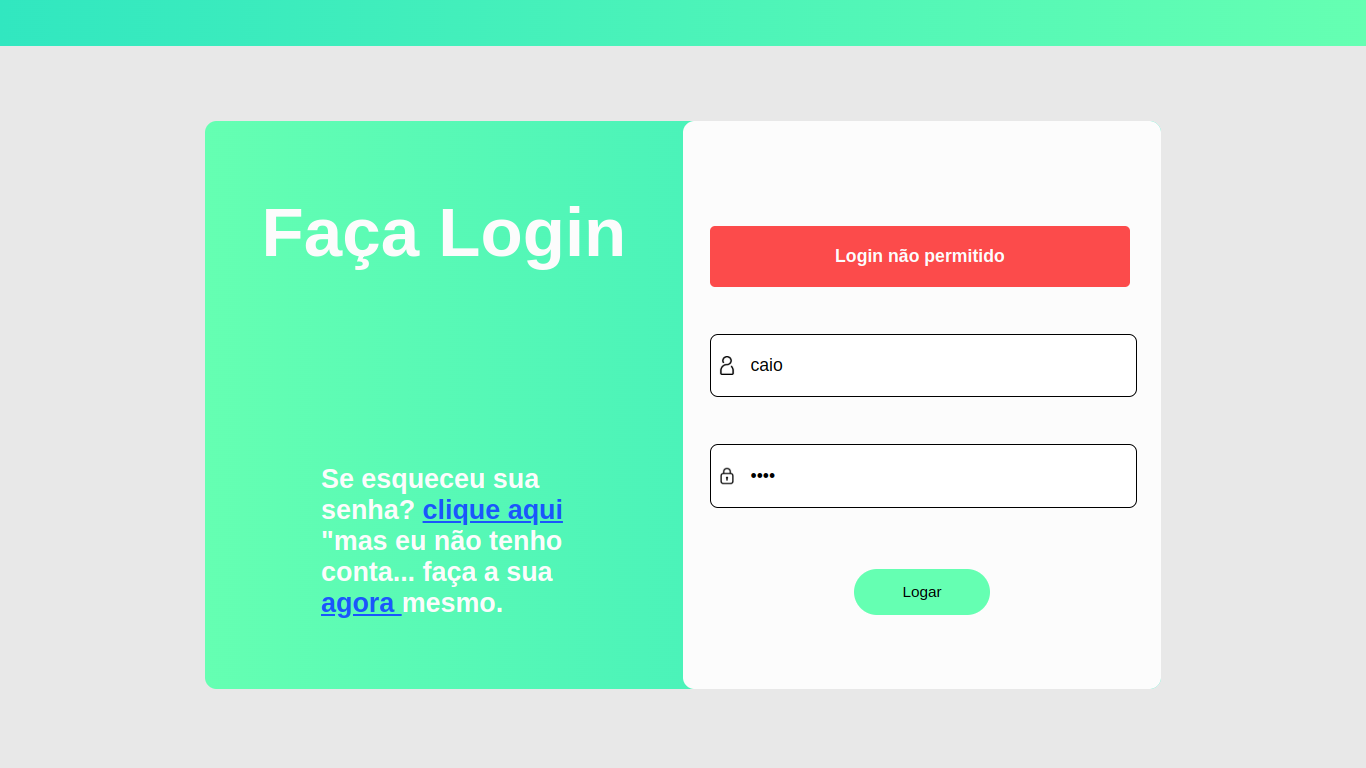 Faça Login
Se esqueceu sua
senha? clique aqui
"mas eu não tenho
conta... faça a sua
agora mesmo.
Login não permitido
caio
••••
Logar